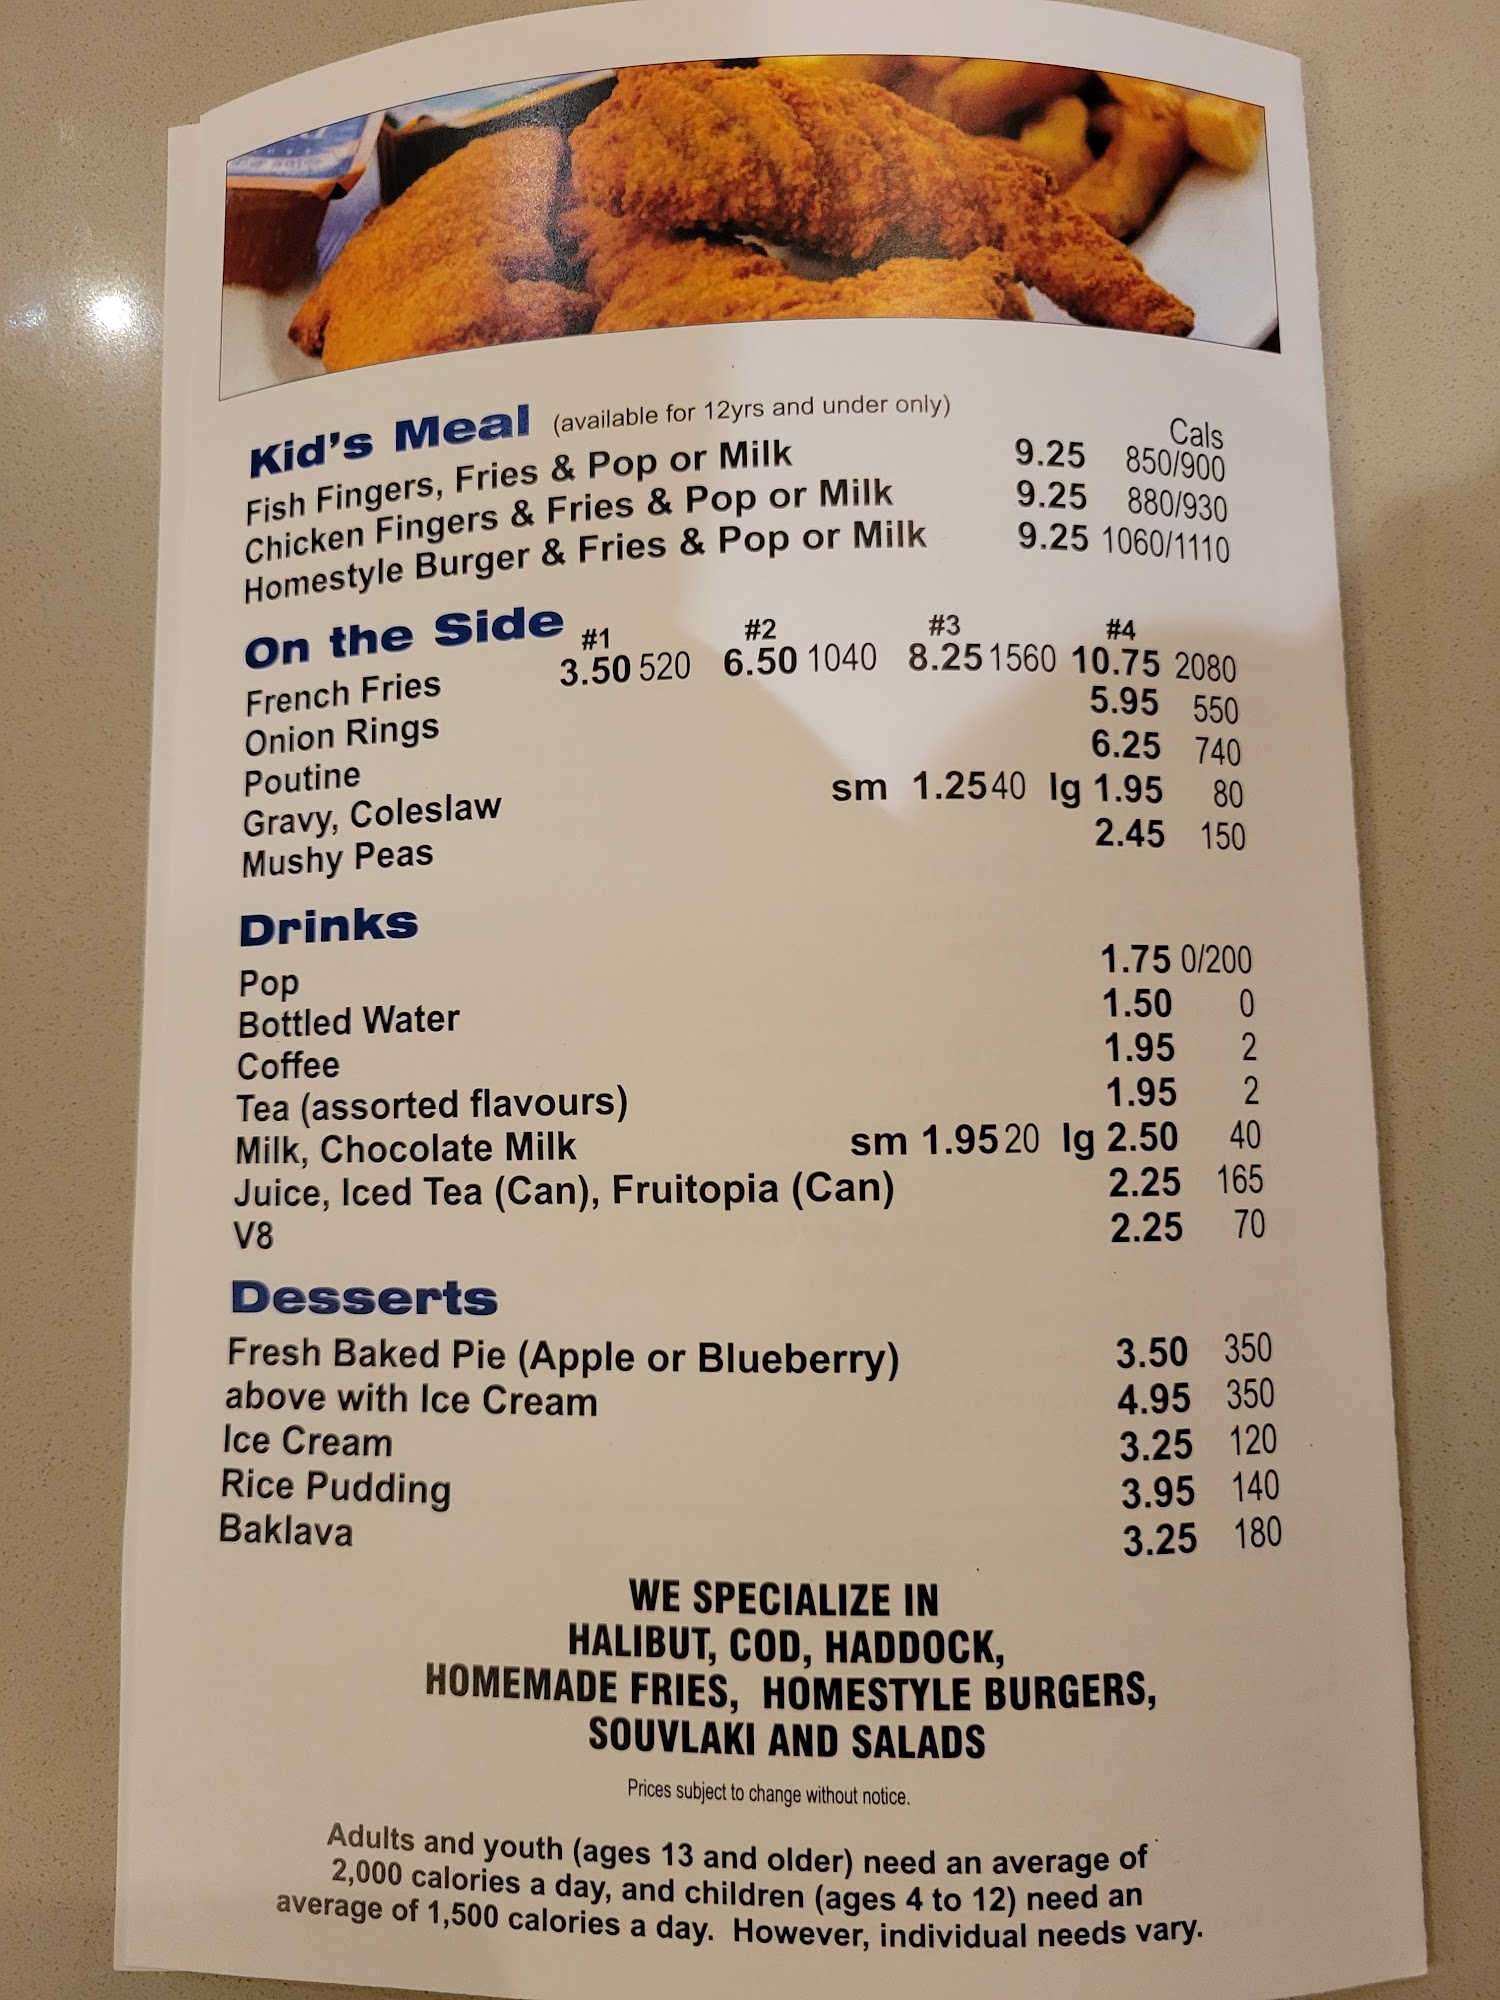 Kid's Meal (available for 12yrs and under only) Cals
Fish Fingers, Fries & Pop or Milk 9.25 850/900
Chicken Fingers & Fries & Pop or Milk 9.25 880/930
Homestyle Burger & Fries & Pop or Milk 9.25 1060/1110
On the Side #1 #2 #3 #4
French Fries 3.50 520 6.50 1040 8.25 1560 10.75 2080
Onion Rings 5.95 550
Poutine 6.25 740
Gravy, Coleslaw sm 1.25 40 lg 1.95 80
Mushy Peas 2.45 150
Drinks
Pop 1.75 0/200
Bottled Water 1.50 0
Coffee 1.95 2
Tea (assorted flavours) 1.95 2
Milk, Chocolate Milk sm 1.95 20 lg 2.50 40
Juice, Iced Tea (Can), Fruitopia (Can) 2.25 165
V8 2.25 70
Desserts
Fresh Baked Pie (Apple or Blueberry) 3.50 350
above with Ice Cream 4.95 350
Ice Cream 3.25 120
Rice Pudding 3.95 140
Baklava 3.25 180
WE SPECIALIZE IN
HALIBUT, COD, HADDOCK,
HOMEMADE FRIES, HOMESTYLE BURGERS,
SOUVLAKI AND SALADS
Prices subject to change without notice.
Adults and youth (ages 13 and older) need an average of
2,000 calories a day, and children (ages 4 to 12) need an
average of 1,500 calories a day. However, individual needs vary.